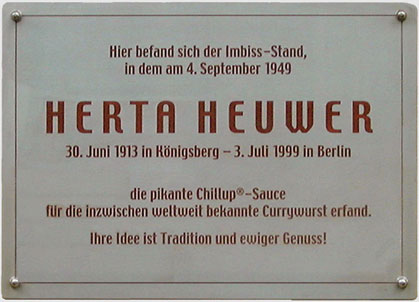 Hier befand sich der Imbiss-Stand,
in dem am 4. September 1949
HERTA HEUWER
30. Juni 1913 in Königsberg – 3. Juli 1999 in Berlin
die pikante Chillup®-Sauce
für die inzwischen weltweit bekannte Currywurst erfand.
Ihre Idee ist Tradition und ewiger Genuss!